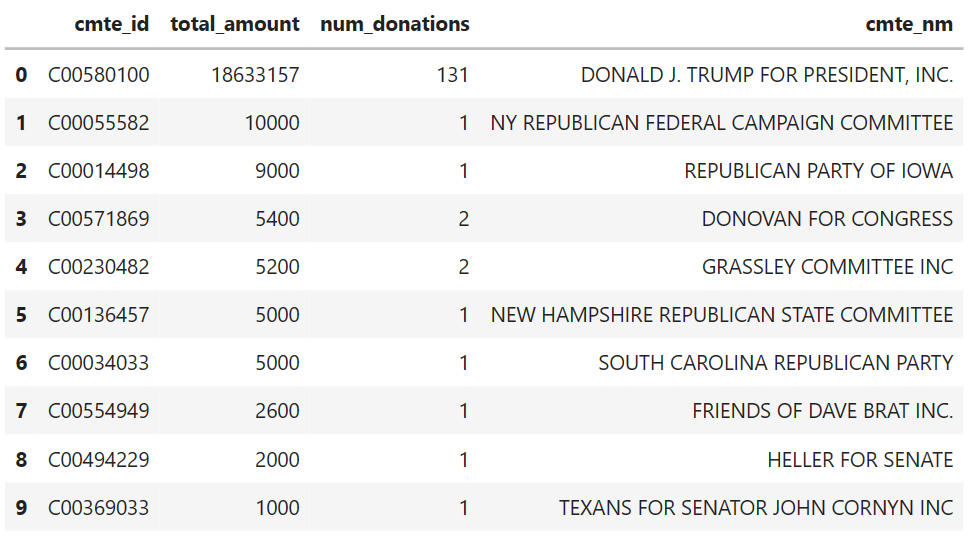 cmte_id total_amount num_donations cmte_nm
0 C00580100 18633157 131 DONALD J. TRUMP FOR PRESIDENT, INC.
1 C00055582 10000 1 NY REPUBLICAN FEDERAL CAMPAIGN COMMITTEE
2 C00014498 9000 1 REPUBLICAN PARTY OF IOWA
3 C00571869 5400 2 DONOVAN FOR CONGRESS
4 C00230482 5200 2 GRASSLEY COMMITTEE INC
5 C00136457 5000 1 NEW HAMPSHIRE REPUBLICAN STATE COMMITTEE
6 C00034033 5000 1 SOUTH CAROLINA REPUBLICAN PARTY
7 C00554949 2600 1 FRIENDS OF DAVE BRAT INC.
8 C00494229 2000 1 HELLER FOR SENATE
9 C00369033 1000 1 TEXANS FOR SENATOR JOHN CORNYN INC